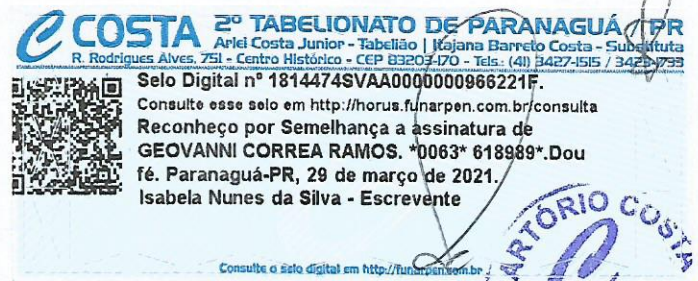 COSTA 2º TABELIONATO DE PARANAGUÁ - PR
Arlei Costa Junior - Tabelião | Itajana Barreto Costa - Substituta
R. Rodrigues Alves, 751 - Centro Histórico - CEP 83203-170 - Tels.: (41) 3427-1515 /
Selo Digital nº 1814474SVAA0000000966221F.
Consulte esse selo em http://horus.funarpen.com.br/consulta
Reconheço por Semelhança a assinatura de
GEOVANNI CORREA RAMOS. *0063* 618989*.Dou
fé. Paranaguá-PR, 29 de março de 2021.
Isabela Nunes da Silva - Escrevente
Consulte o selo digital em http://funarpen.com.br
CARTÓRIO COSTA